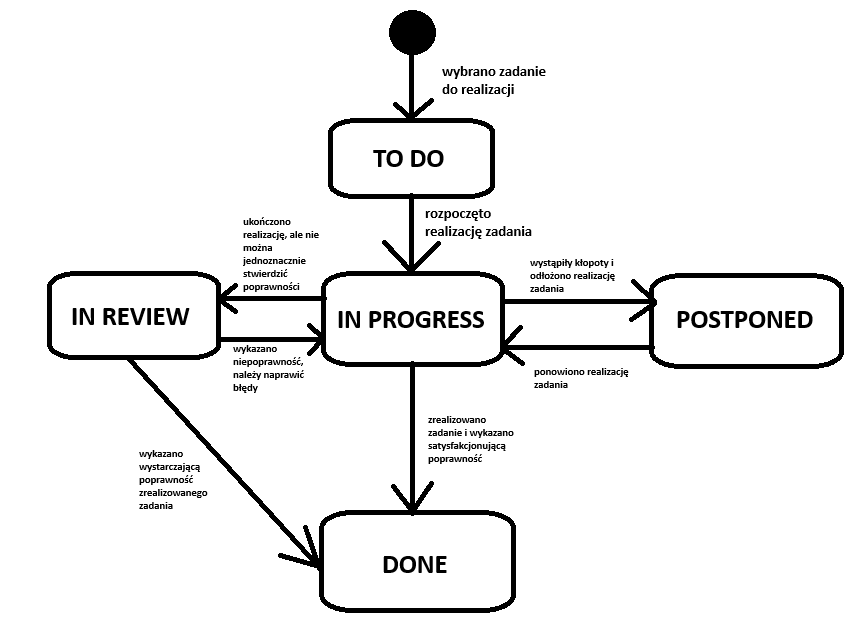 wybrano zadanie
do realizacji
TO DO
rozpoczęto
realizację zadania
ukończono
realizację, ale nie
można
jednoznacznie
stwierdzić
poprawności
wystąpiły kłopoty i
odłożono realizację
zadania
IN REVIEW
IN PROGRESS
POSTPONED
wykazano
niepoprawność,
należy naprawić
błędy
ponowiono realizację
zadania
zrealizowano
zadanie i wykazano
satysfakcjonującą
poprawność
wykazano
wystarczającą
poprawność
zrealizowanego
zadania
DONE